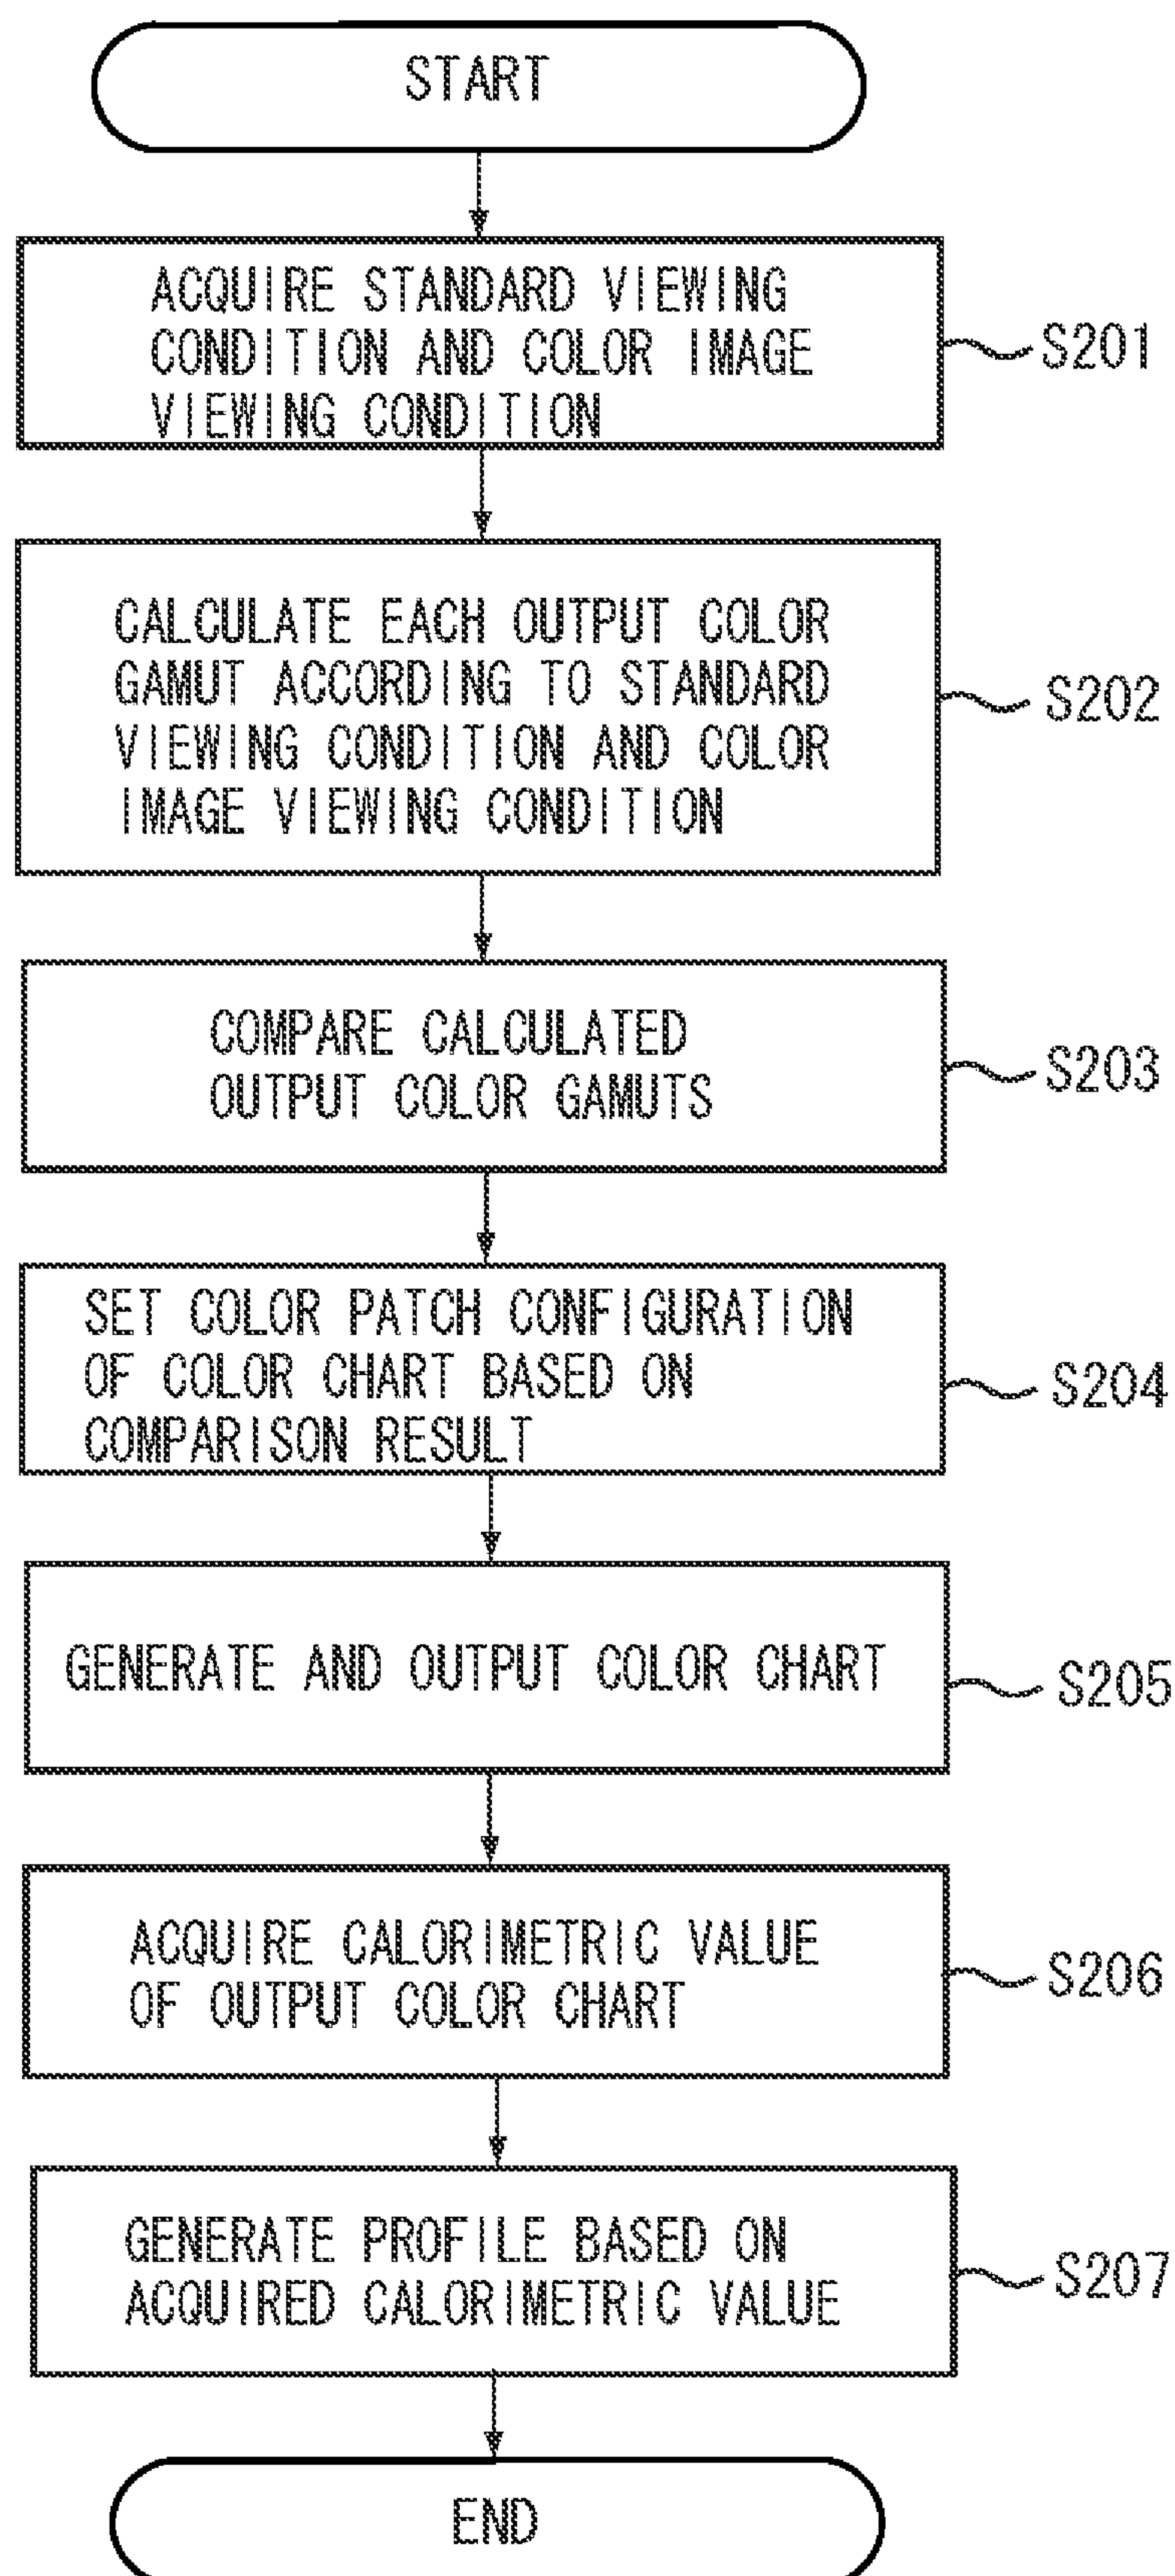 START
ACQUIRE STANDARD VIEWING
CONDITION AND COLOR IMAGE
VIEWING CONDITION
S201
CALCULATE EACH OUTPUT COLOR
GAMUT ACCORDING TO STANDARD
VIEWING CONDITION AND COLOR
IMAGE VIEWING CONDITION
S202
COMPARE CALCULATED
OUTPUT COLOR GAMUTS
S203
SET COLOR PATCH CONFIGURATION
OF COLOR CHART BASED ON
COMPARISON RESULT
S204
GENERATE AND OUTPUT COLOR CHART
S205
ACQUIRE CALORIMETRIC VALUE
OF OUTPUT COLOR CHART
S206
GENERATE PROFILE BASED ON
ACQUIRED CALORIMETRIC VALUE
S207
END